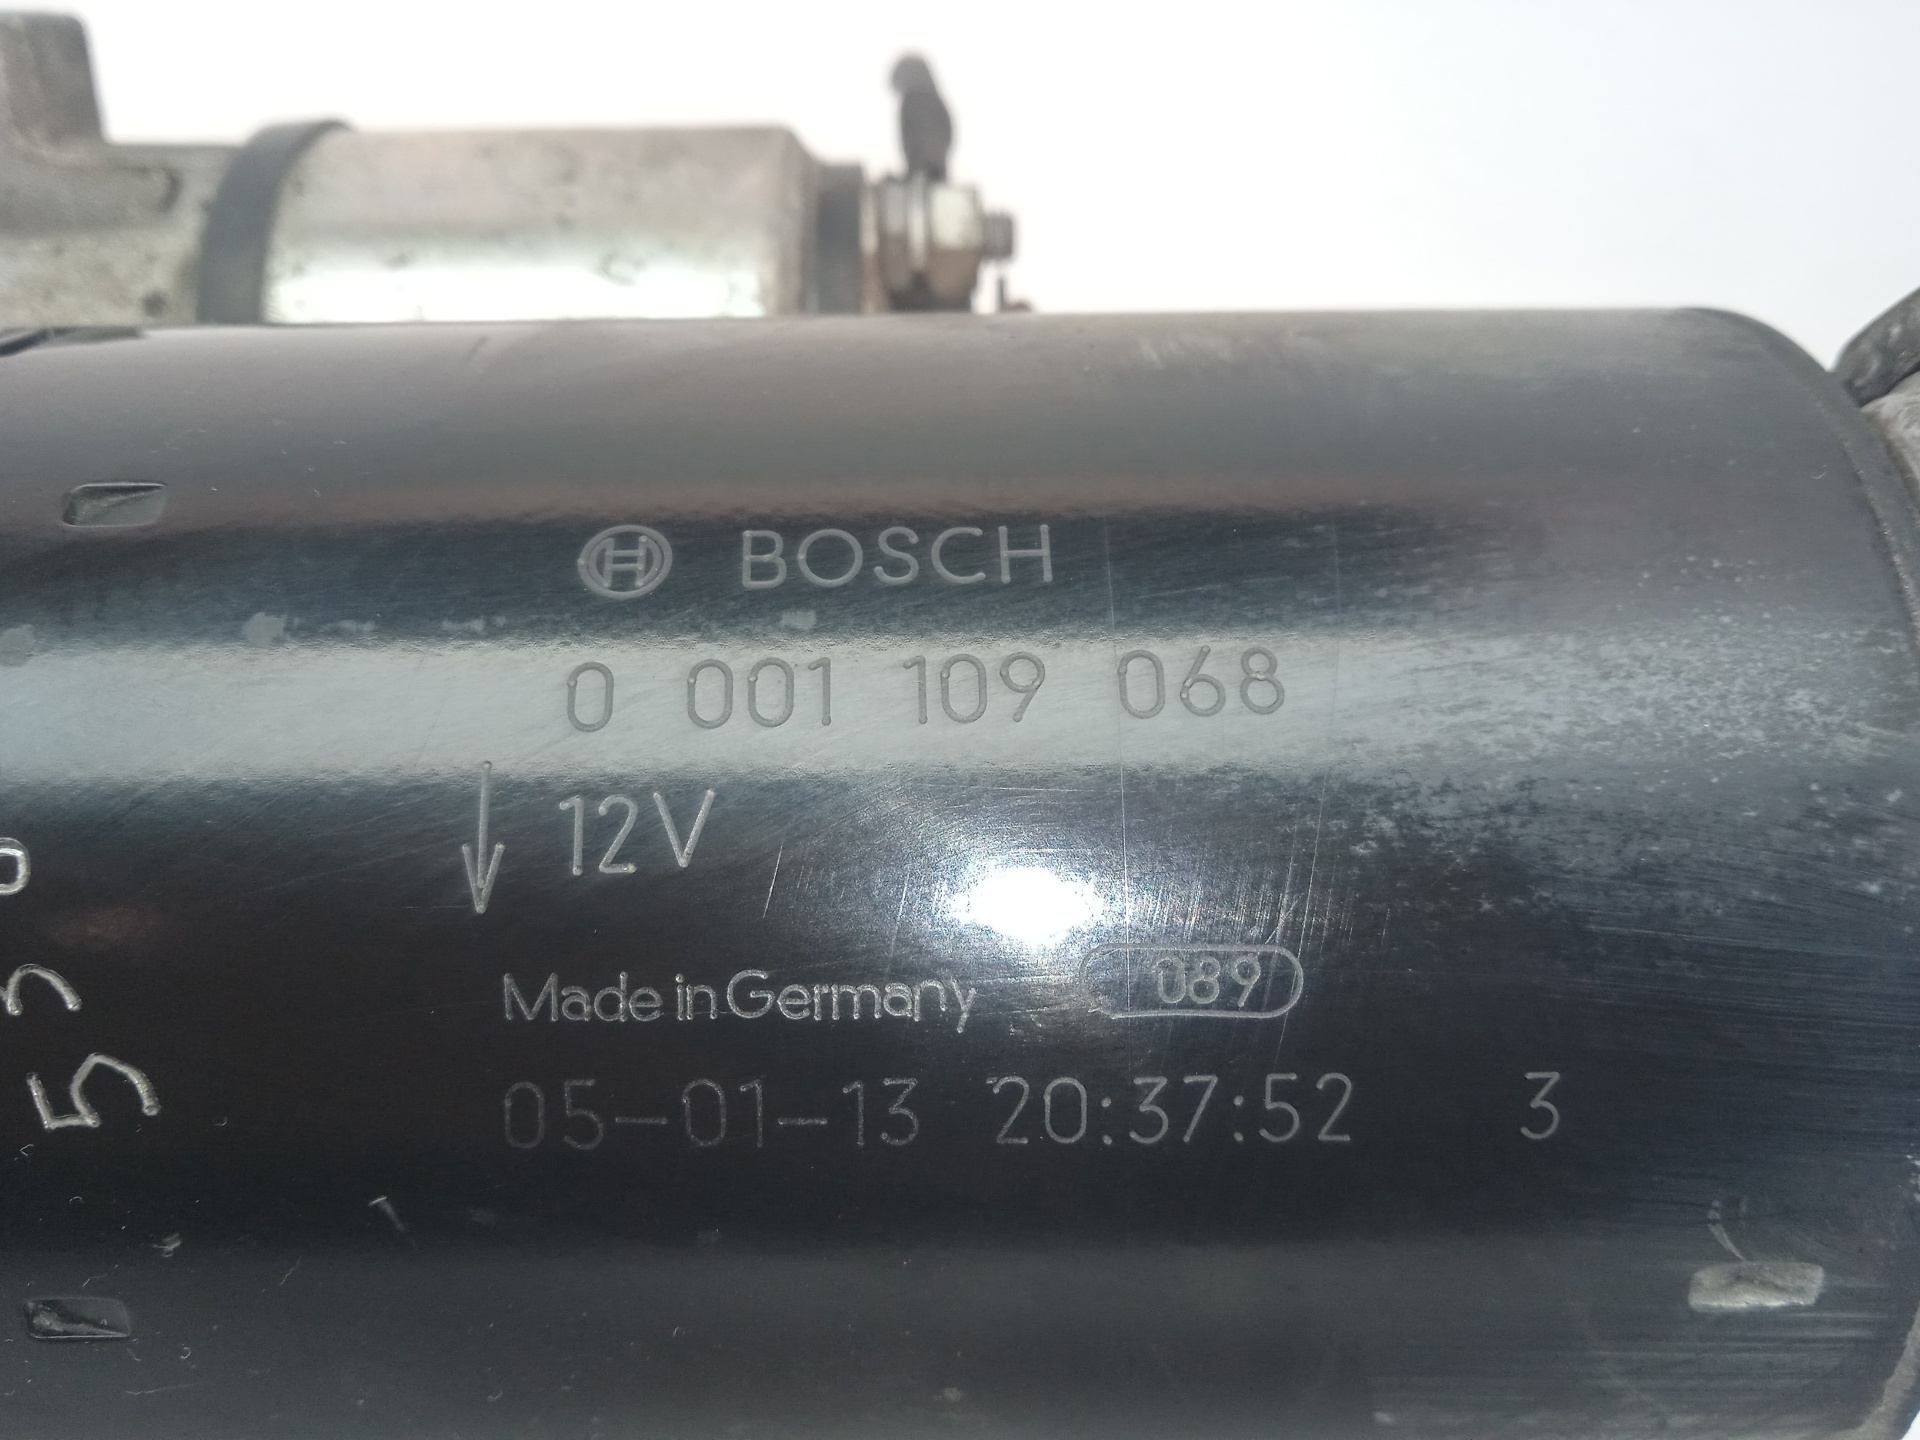 BOSCH
0 001 109 068
12V
Made in Germany 089
05-01-13 20:37:52 3